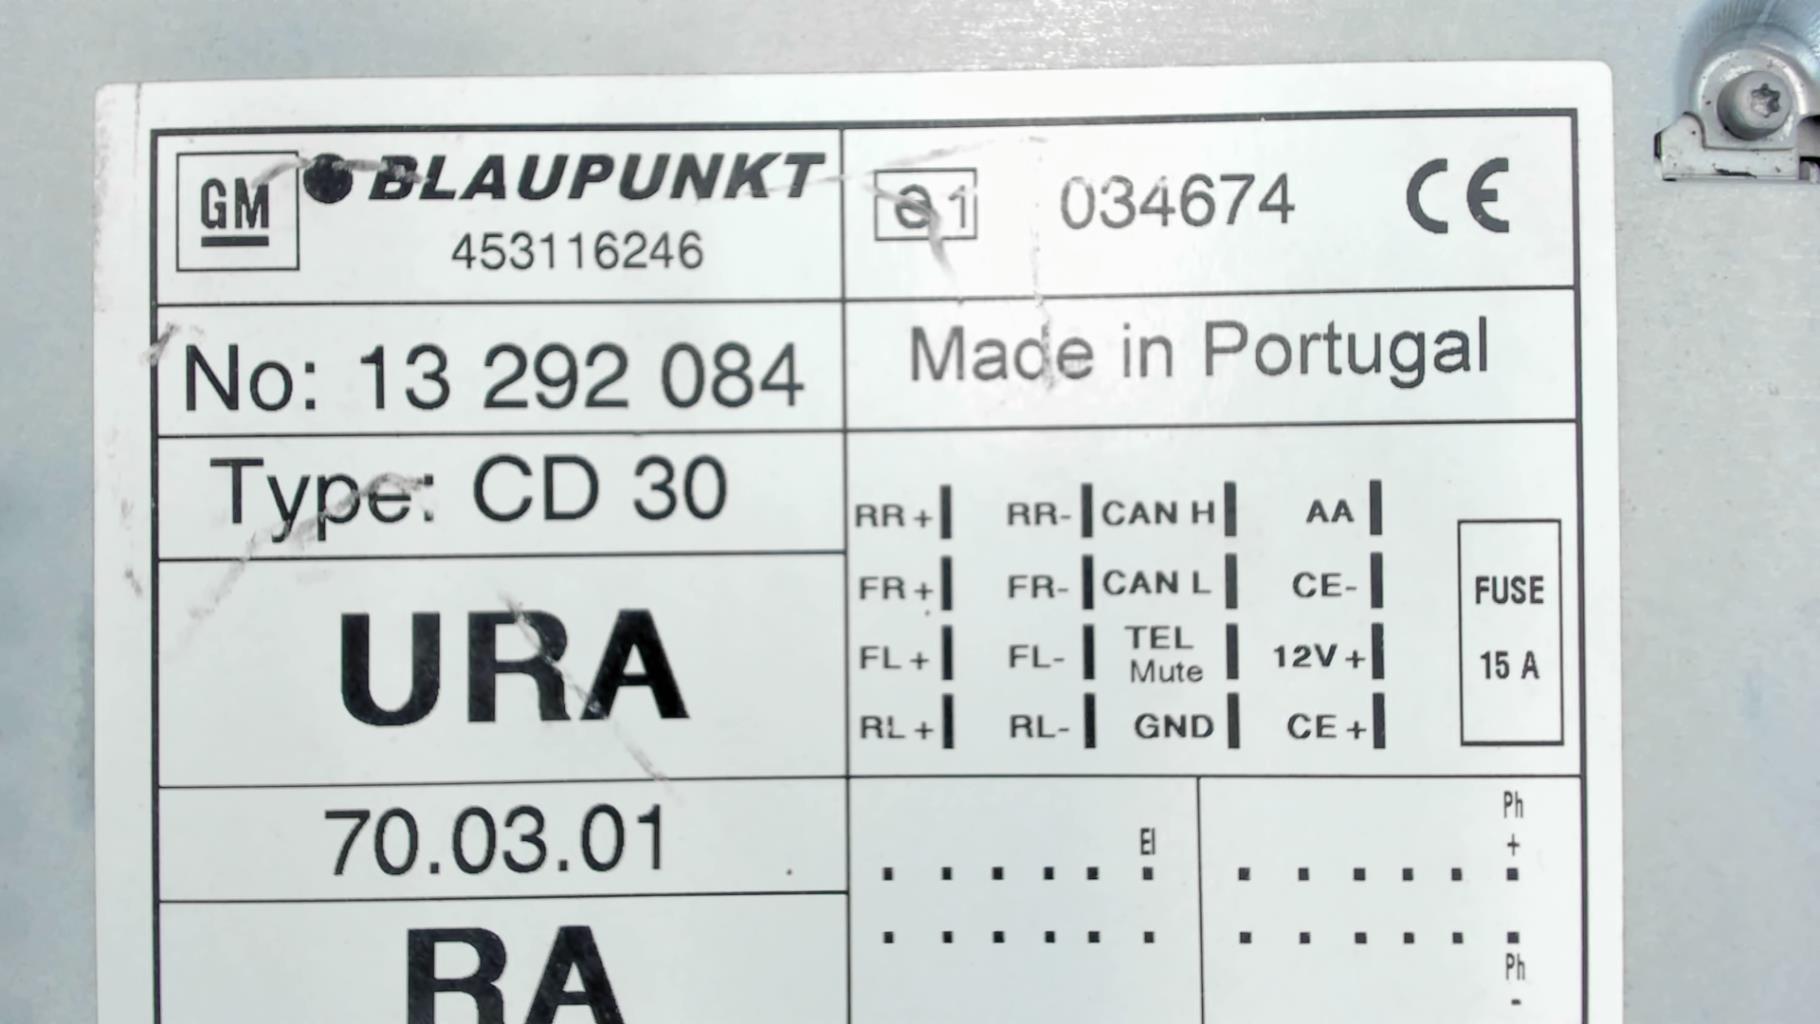 GM BLAUPUNKT
453116246
e1 034674 CE
No: 13 292 084
Made in Portugal
Type: CD 30
URA
70.03.01
RA
RR + RR- CAN H AA
FR + FR- CAN L CE-
FL + FL- TEL Mute 12V +
RL + RL- GND CE +
FUSE
15 A
El
Ph
+
Ph
-